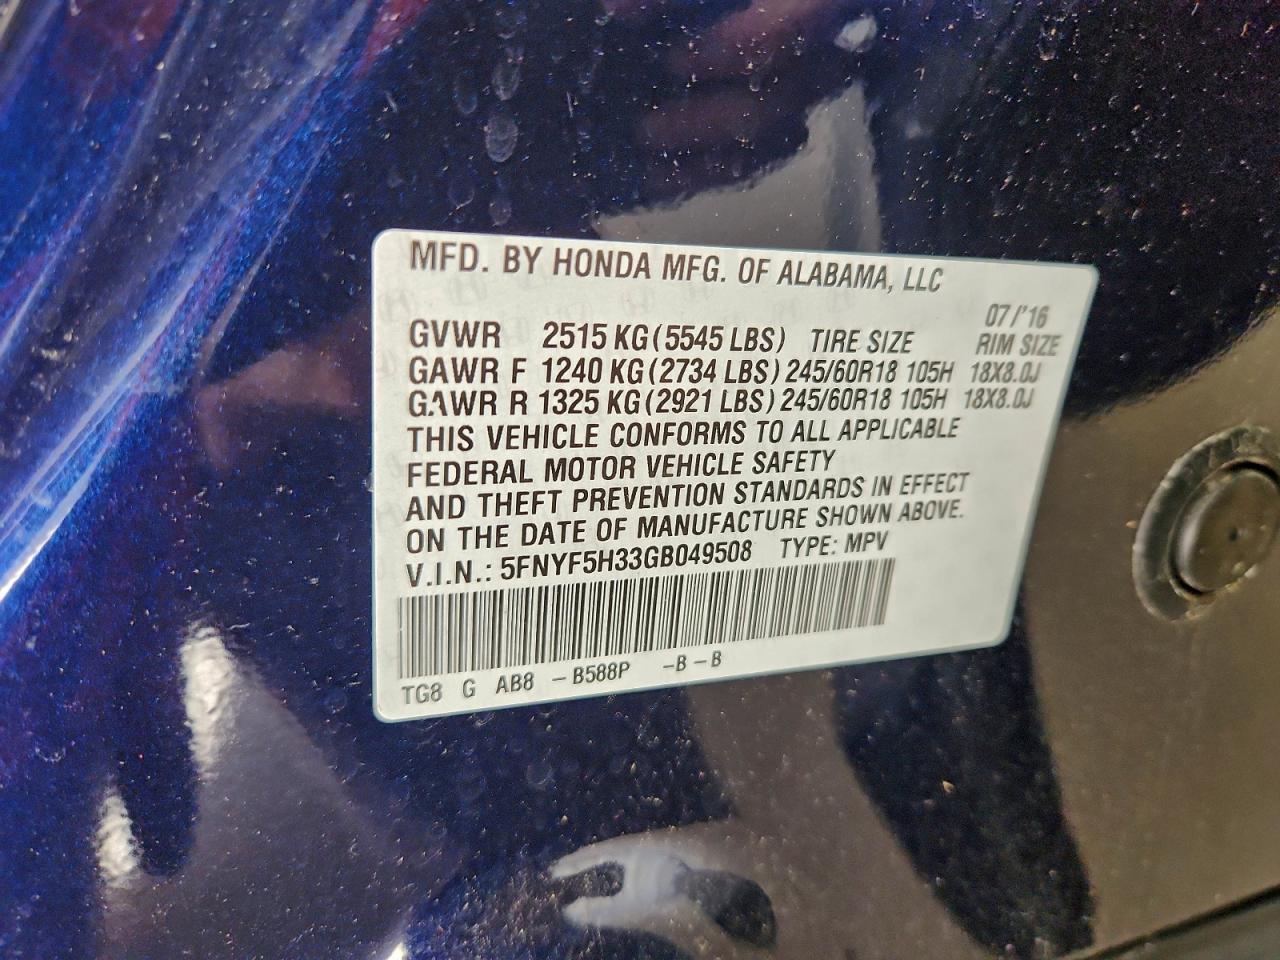 MFD. BY HONDA MFG. OF ALABAMA, LLC
07/'16
GVWR 2515 KG (5545 LBS) TIRE SIZE RIM SIZE
GAWR F 1240 KG (2734 LBS) 245/60R18 105H 18X8.0J
GAWR R 1325 KG (2921 LBS) 245/60R18 105H 18X8.0J
THIS VEHICLE CONFORMS TO ALL APPLICABLE
FEDERAL MOTOR VEHICLE SAFETY
AND THEFT PREVENTION STANDARDS IN EFFECT
ON THE DATE OF MANUFACTURE SHOWN ABOVE.
V.I.N.: 5FNYF5H33GB049508 TYPE: MPV
TG8 G AB8 – B588P –B–B